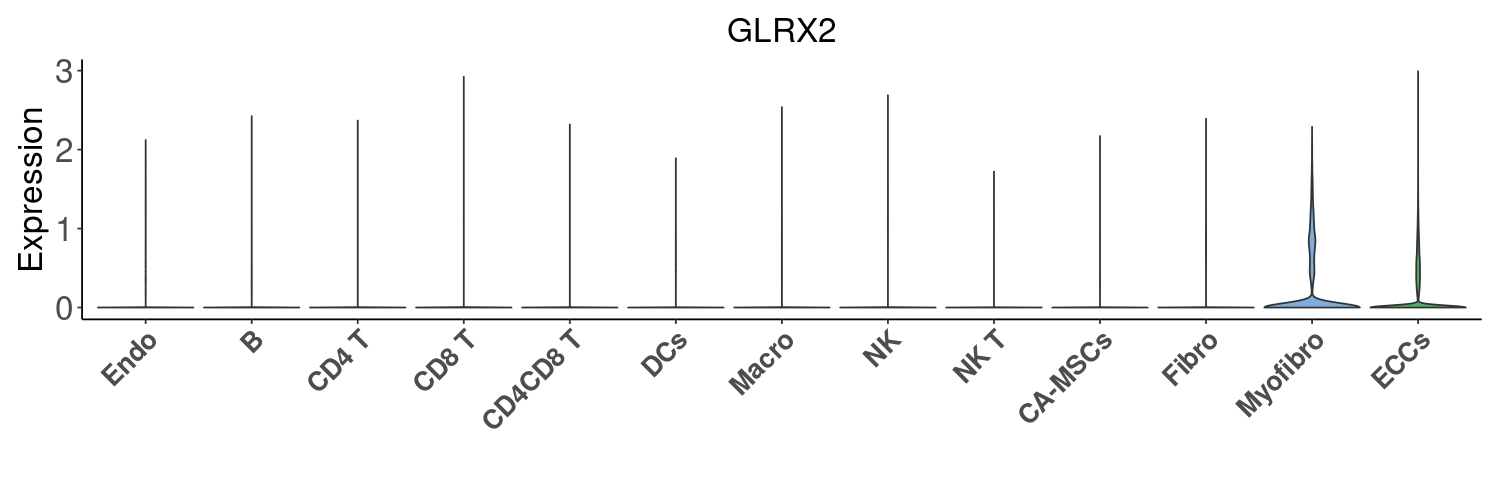 GLRX2
Expression
3
2
1
0
Endo
B
CD4 T
CD8 T
CD4CD8 T
DCs
Macro
NK
NK T
CA-MSCs
Fibro
Myofibro
ECCs